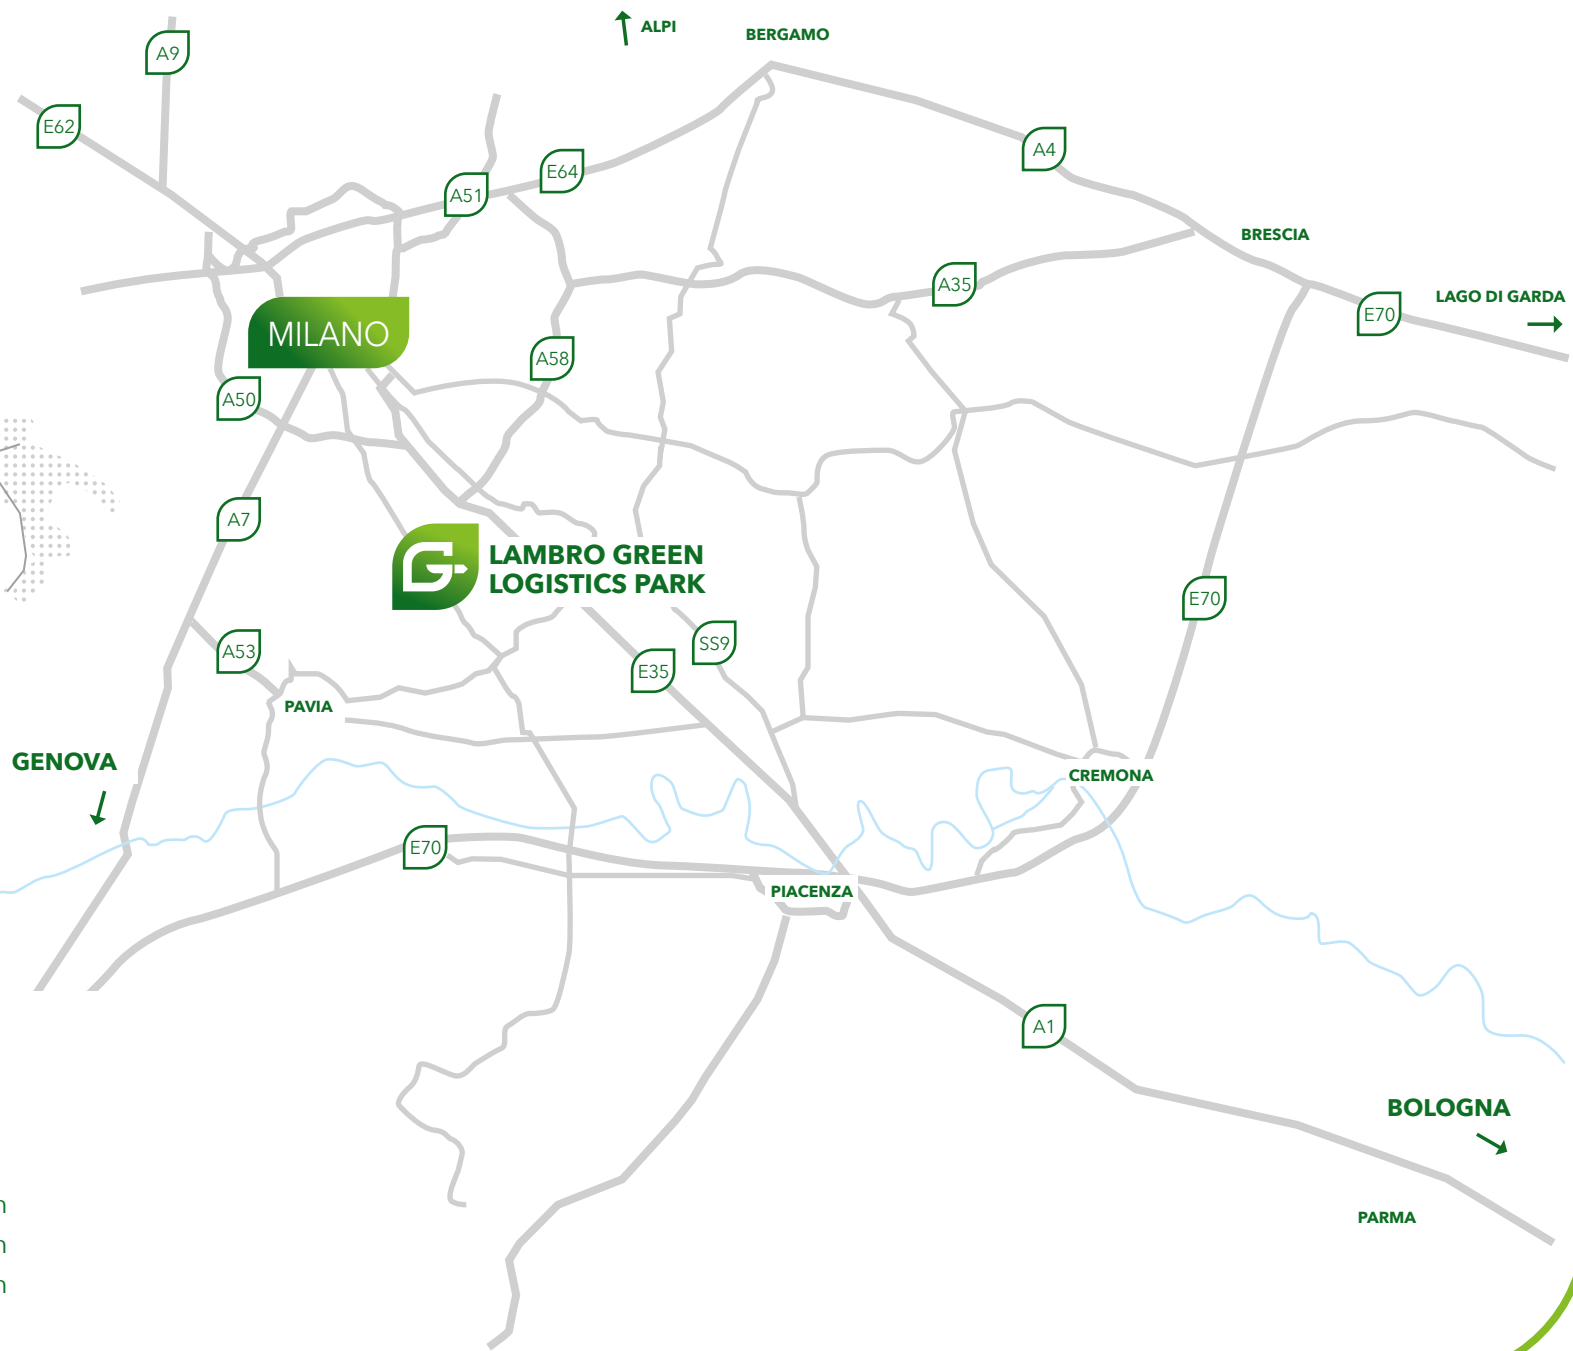 ALPI
BERGAMO
A9
E62
A4
E64
A51
BRESCIA
A35
LAGO DI GARDA
E70
MILANO
A58
A50
A7
G
LAMBRO GREEN
LOGISTICS PARK
E70
SS9
A53
E35
PAVIA
GENOVA
CREMONA
E70
PIACENZA
A1
BOLOGNA
PARMA